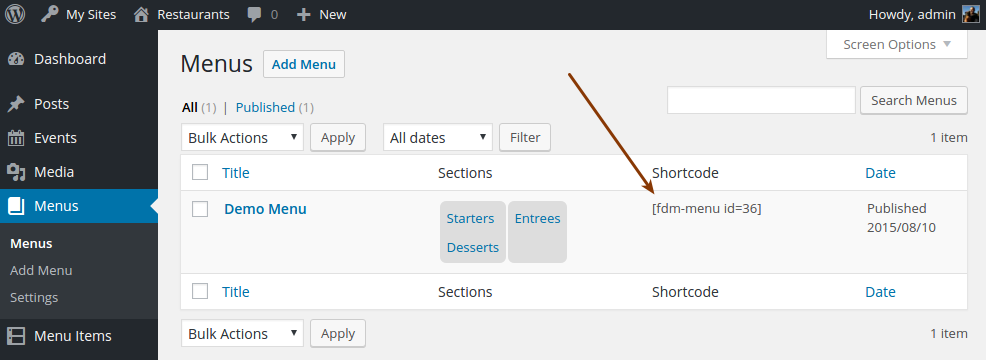 My Sites Restaurants 0 + New Howdy, admin
Screen Options
Dashboard
Posts
Events
Media
Menus
Menus
Add Menu
Settings
Menu Items
Menus Add Menu
All (1) | Published (1)
Search Menus
Bulk Actions Apply All dates Filter 1 item
Title Sections Shortcode Date
Demo Menu Starters Entrees [fdm-menu id=36] Published
Desserts 2015/08/10
Title Sections Shortcode Date
Bulk Actions Apply 1 item